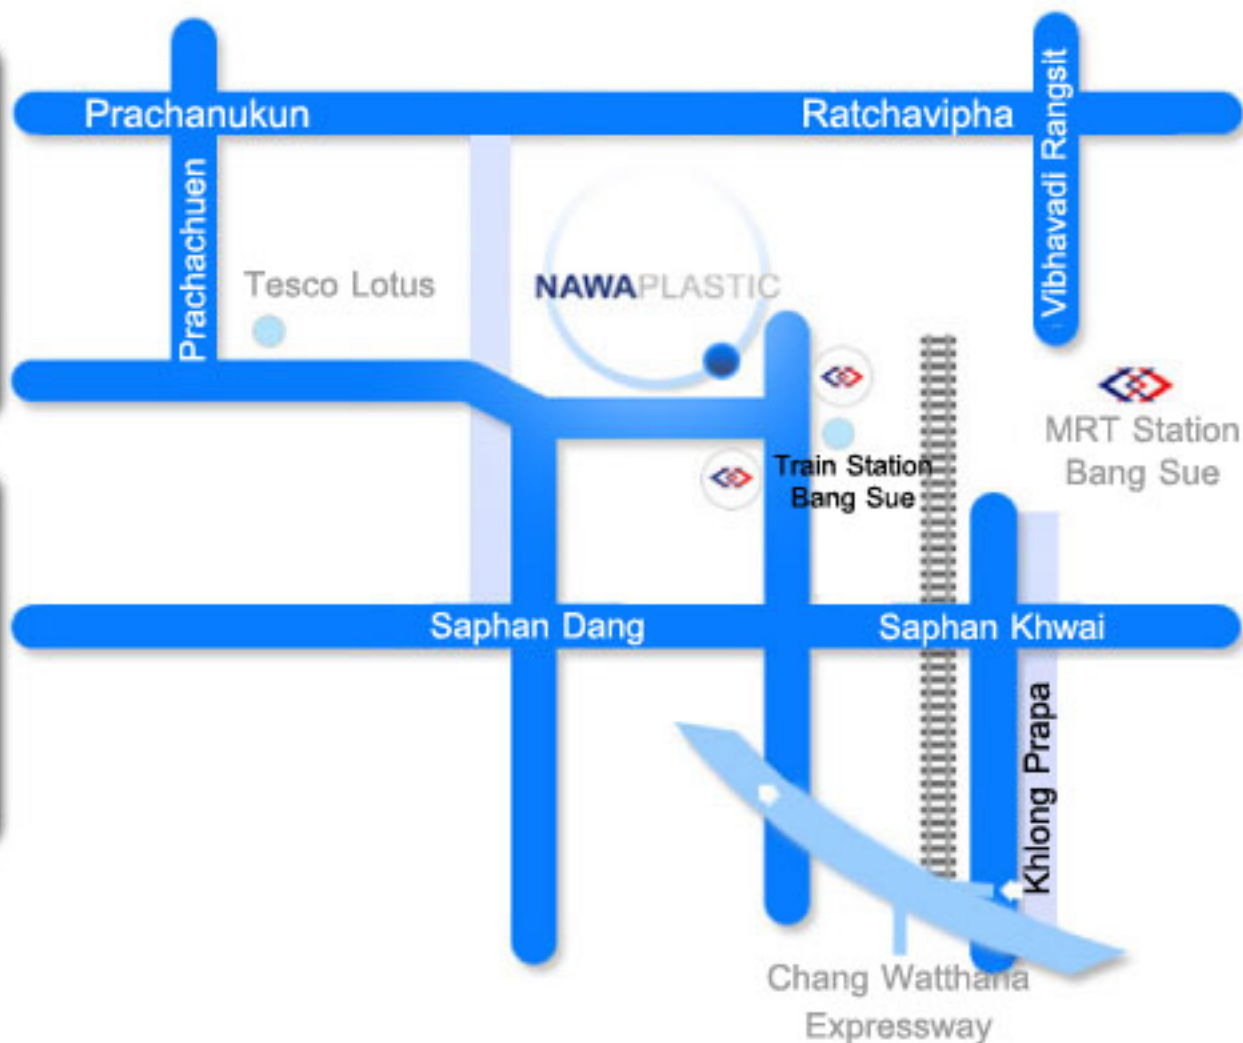 Prachanukun
Ratchavipha
Vibhavadi Rangsit
Prachachuen
Tesco Lotus
NAWAPLASTIC
MRT Station
Bang Sue
Train Station
Bang Sue
Saphan Dang
Saphan Khwai
Khlong Prapa
Chang Watthana
Expressway